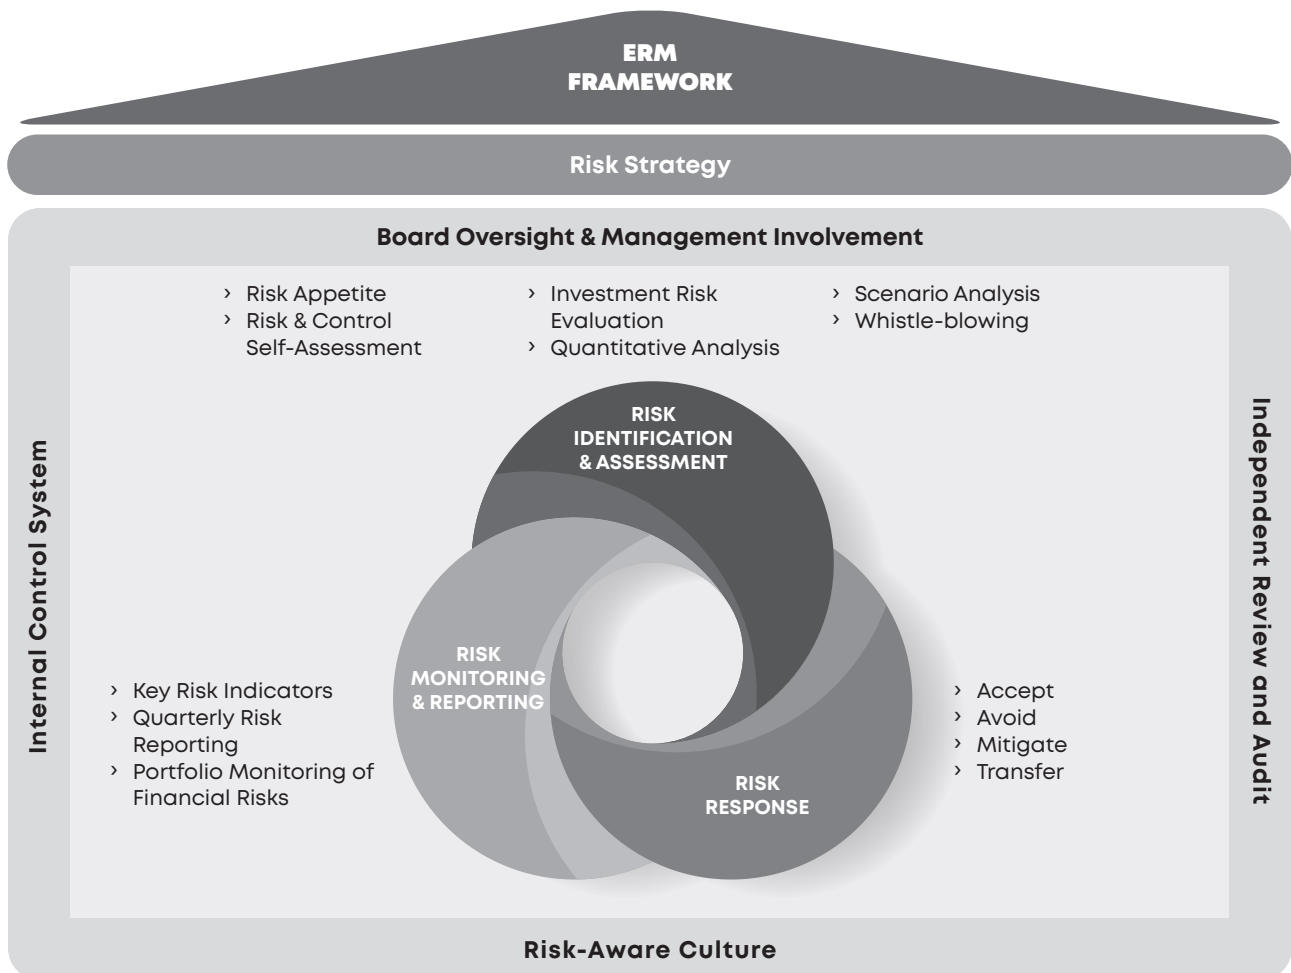 ERM
FRAMEWORK
Risk Strategy
Board Oversight & Management Involvement
› Risk Appetite
› Risk & Control
Self-Assessment
› Investment Risk
Evaluation
› Quantitative Analysis
› Scenario Analysis
› Whistle-blowing
RISK
IDENTIFICATION
& ASSESSMENT
Internal Control System
Independent Review and Audit
RISK
MONITORING
& REPORTING
› Key Risk Indicators
› Quarterly Risk
Reporting
› Portfolio Monitoring of
Financial Risks
› Accept
› Avoid
› Mitigate
› Transfer
RISK
RESPONSE
Risk-Aware Culture